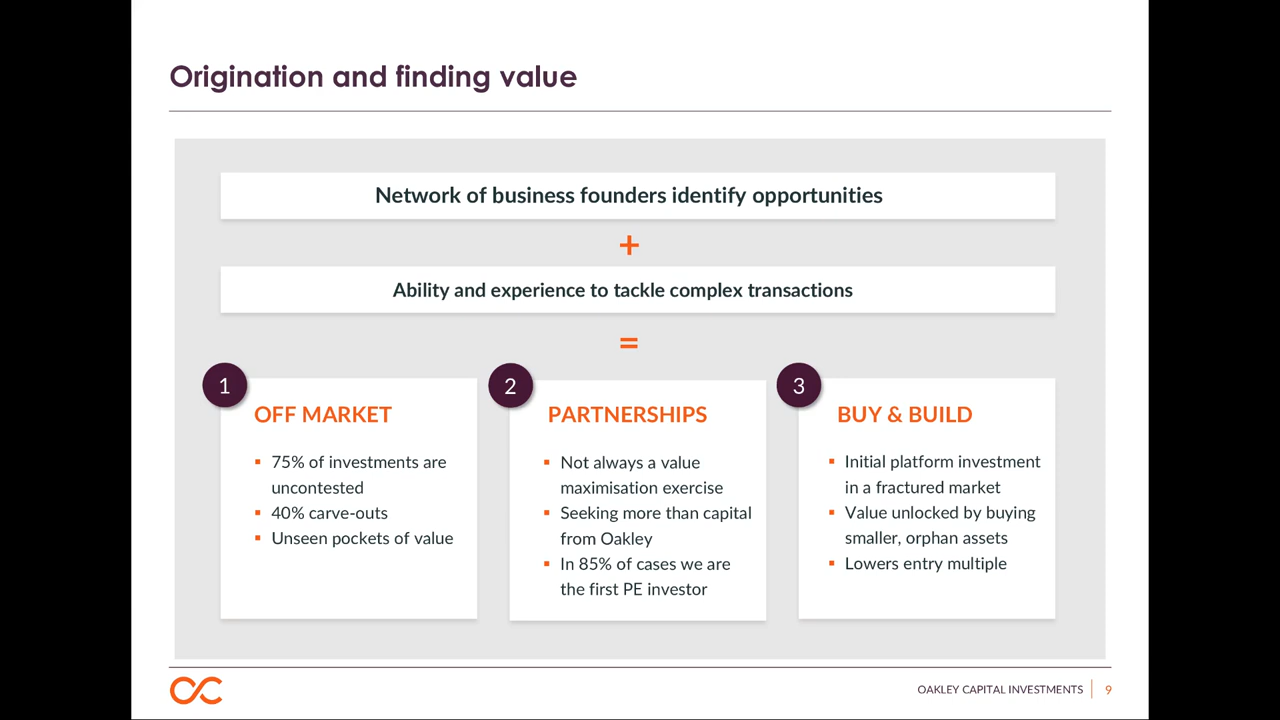 Origination and finding value
Network of business founders identify opportunities
+
Ability and experience to tackle complex transactions
=
1
OFF MARKET
▪ 75% of investments are
uncontested
▪ 40% carve-outs
▪ Unseen pockets of value
2
PARTNERSHIPS
▪ Not always a value
maximisation exercise
▪ Seeking more than capital
from Oakley
▪ In 85% of cases we are
the first PE investor
3
BUY & BUILD
▪ Initial platform investment
in a fractured market
▪ Value unlocked by buying
smaller, orphan assets
▪ Lowers entry multiple
OC
OAKLEY CAPITAL INVESTMENTS 9